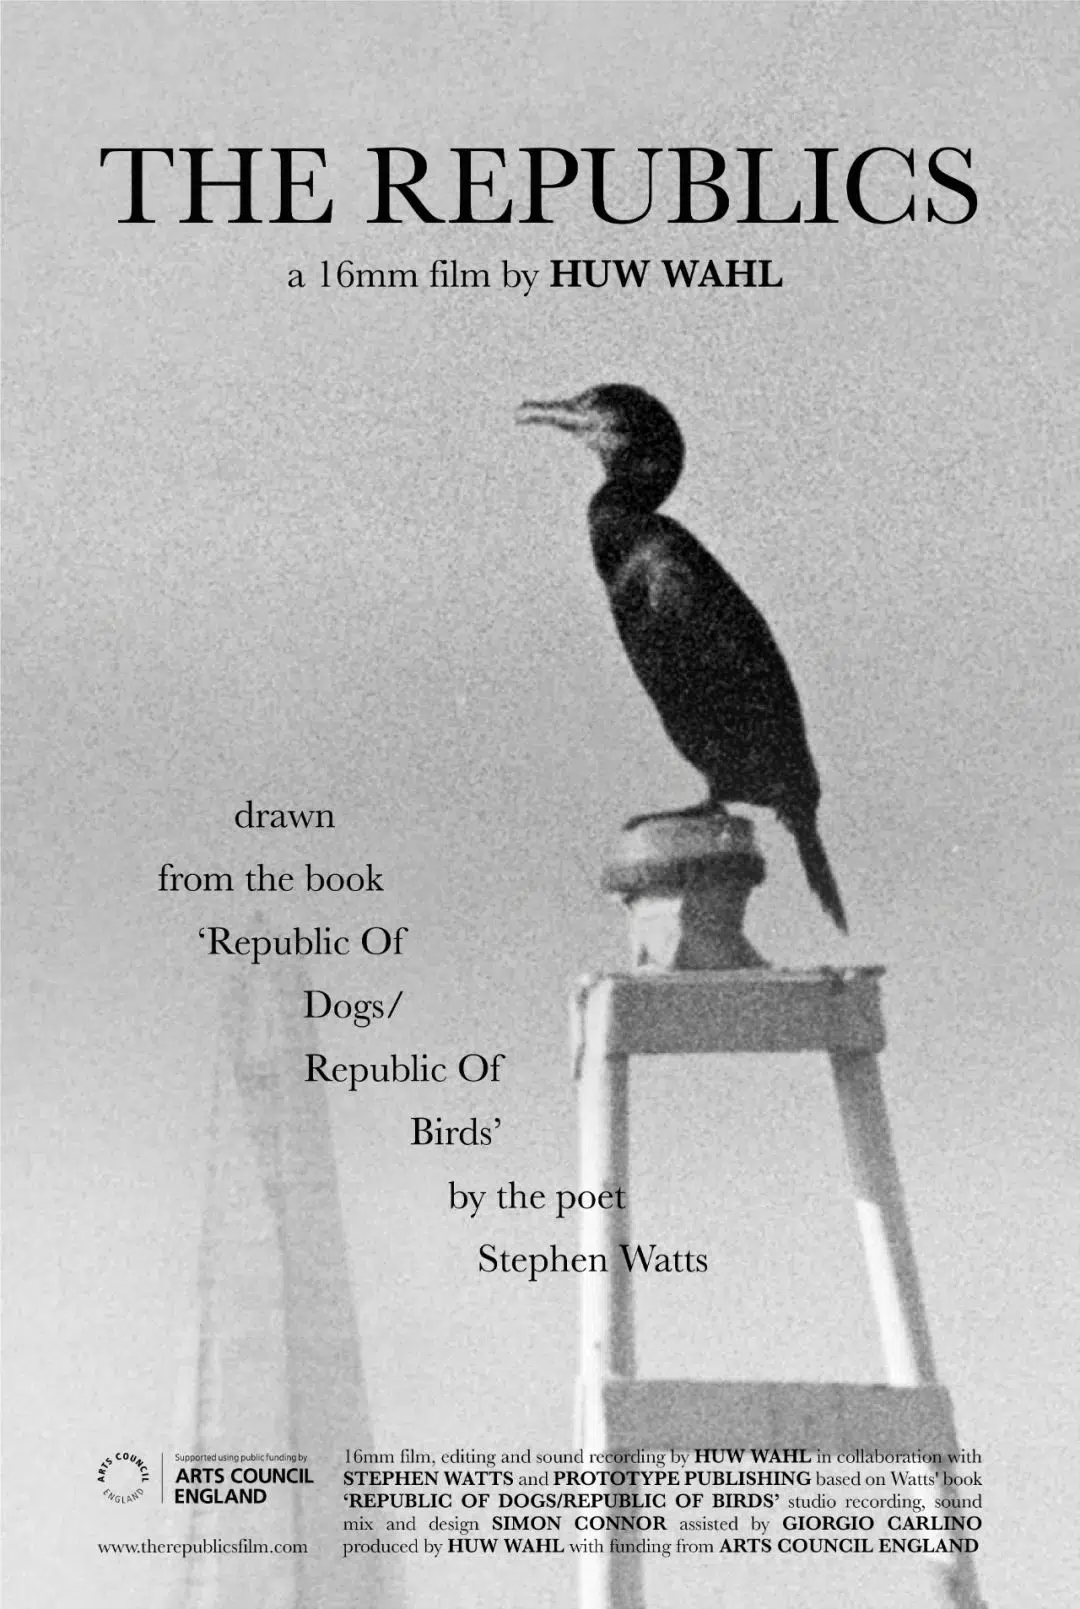 THE REPUBLICS
a 16mm film by HUW WAHL
drawn
from the book
‘Republic Of
Dogs/
Republic Of
Birds’
by the poet
Stephen Watts
ARTS COUNCIL ENGLAND
Supported using public funding by
ARTS COUNCIL
ENGLAND
www.therepublicsfilm.com
16mm film, editing and sound recording by HUW WAHL in collaboration with
STEPHEN WATTS and PROTOTYPE PUBLISHING based on Watts' book
‘REPUBLIC OF DOGS/REPUBLIC OF BIRDS’ studio recording, sound
mix and design SIMON CONNOR assisted by GIORGIO CARLINO
produced by HUW WAHL with funding from ARTS COUNCIL ENGLAND